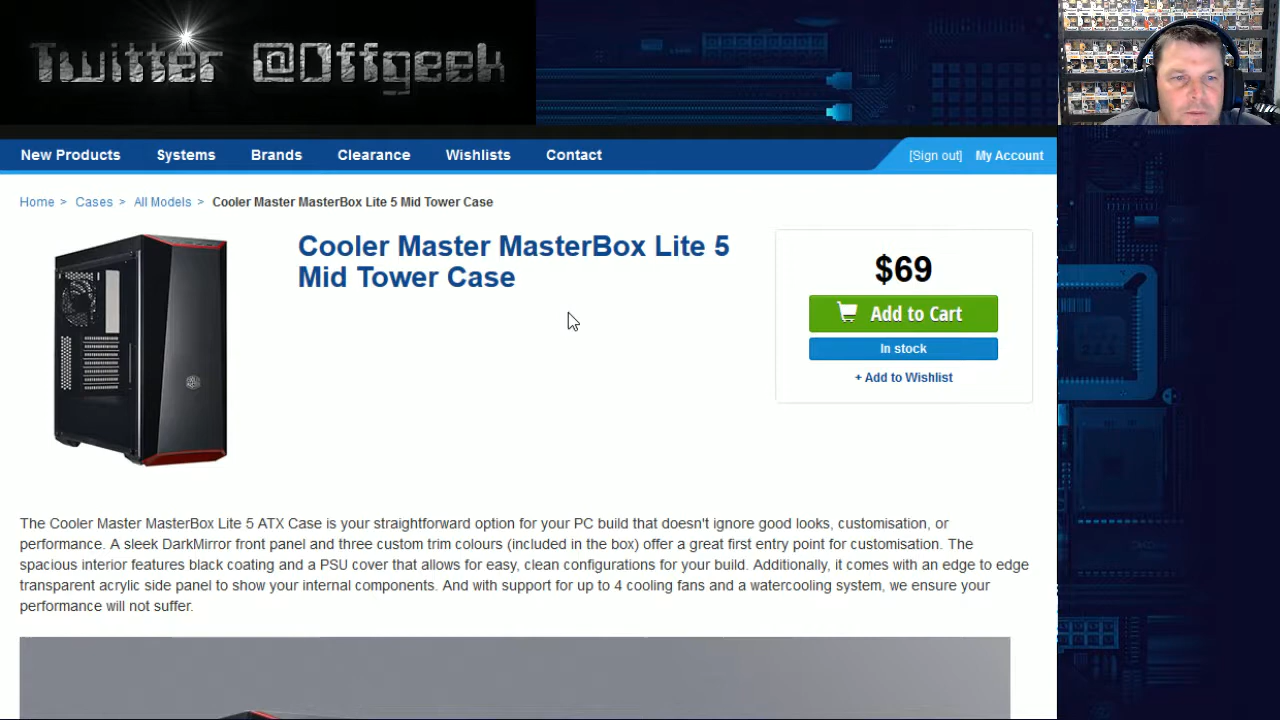 Twitter @Offgeek
New Products Systems Brands Clearance Wishlists Contact [Sign out] My Account
Home > Cases > All Models > Cooler Master MasterBox Lite 5 Mid Tower Case
Cooler Master MasterBox Lite 5
Mid Tower Case
$69
Add to Cart
In stock
+ Add to Wishlist
The Cooler Master MasterBox Lite 5 ATX Case is your straightforward option for your PC build that doesn't ignore good looks, customisation, or
performance. A sleek DarkMirror front panel and three custom trim colours (included in the box) offer a great first entry point for customisation. The
spacious interior features black coating and a PSU cover that allows for easy, clean configurations for your build. Additionally, it comes with an edge to edge
transparent acrylic side panel to show your internal components. And with support for up to 4 cooling fans and a watercooling system, we ensure your
performance will not suffer.